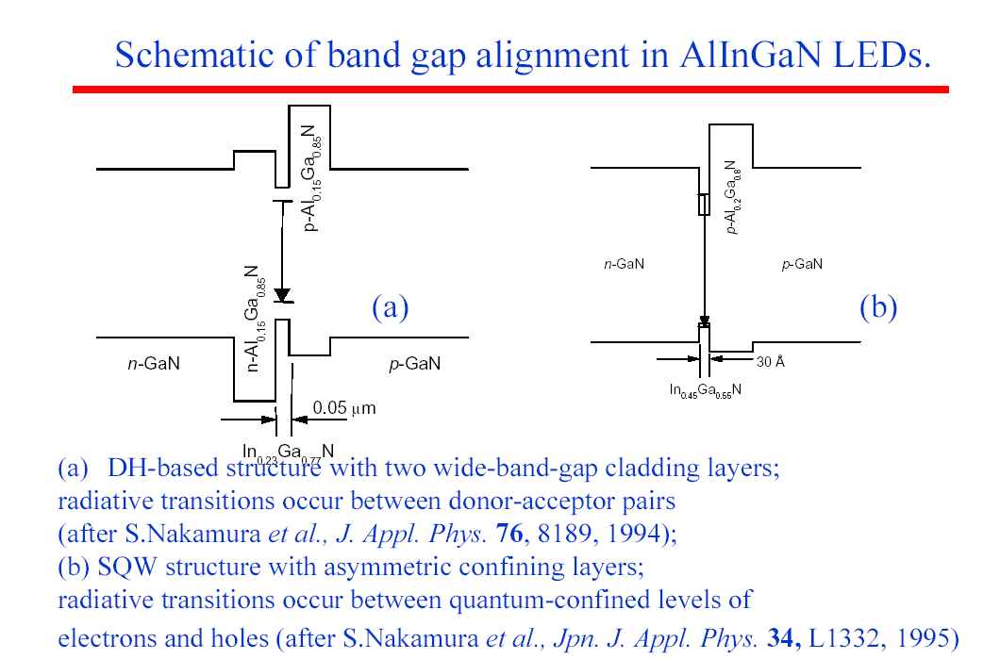 Schematic of band gap alignment in AlInGaN LEDs.
p-Al0.15Ga0.85N
n-Al0.15Ga0.85N
(a)
n-GaN
p-GaN
0.05 μm
In0.23Ga0.77N
p-Al0.2Ga0.8N
n-GaN
p-GaN
(b)
30 Å
In0.45Ga0.55N
(a) DH-based structure with two wide-band-gap cladding layers;
radiative transitions occur between donor-acceptor pairs
(after S.Nakamura et al., J. Appl. Phys. 76, 8189, 1994);
(b) SQW structure with asymmetric confining layers;
radiative transitions occur between quantum-confined levels of
electrons and holes (after S.Nakamura et al., Jpn. J. Appl. Phys. 34, L1332, 1995)